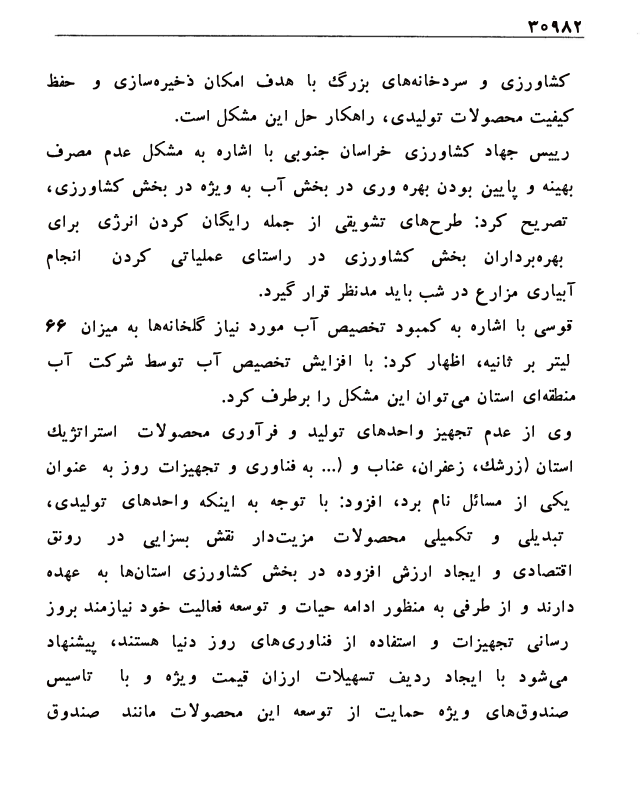 ۳۰۹۸۲
کشاورزی و سردخانه‌های بزرگ با هدف امکان ذخیره‌سازی و حفظ
کیفیت محصولات تولیدی، راهکار حل این مشکل است.
رییس جهاد کشاورزی خراسان جنوبی با اشاره به مشکل عدم مصرف
بهینه و پایین بودن بهره وری در بخش آب به ویژه در بخش کشاورزی،
تصریح کرد: طرح‌های تشویقی از جمله رایگان کردن انرژی برای
بهره‌برداران بخش کشاورزی در راستای عملیاتی کردن انجام
آبیاری مزارع در شب باید مدنظر قرار گیرد.
قوسی با اشاره به کمبود تخصیص آب مورد نیاز گلخانه‌ها به میزان ۶۶
لیتر بر ثانیه، اظهار کرد: با افزایش تخصیص آب توسط شرکت آب
منطقه‌ای استان می‌توان این مشکل را برطرف کرد.
وی از عدم تجهیز واحدهای تولید و فرآوری محصولات استراتژیك
استان (زرشك، زعفران، عناب و (... به فناوری و تجهیزات روز به عنوان
یکی از مسائل نام برد، افزود: با توجه به اینکه واحدهای تولیدی،
تبدیلی و تکمیلی محصولات مزیت‌دار نقش بسزایی در رونق
اقتصادی و ایجاد ارزش افزوده در بخش کشاورزی استان‌ها به عهده
دارند و از طرفی به منظور ادامه حیات و توسعه فعالیت خود نیازمند بروز
رسانی تجهیزات و استفاده از فناوری‌های روز دنیا هستند، پیشنهاد
می‌شود با ایجاد ردیف تسهیلات ارزان قیمت ویژه و با تاسیس
صندوق‌های ویژه حمایت از توسعه این محصولات مانند صندوق